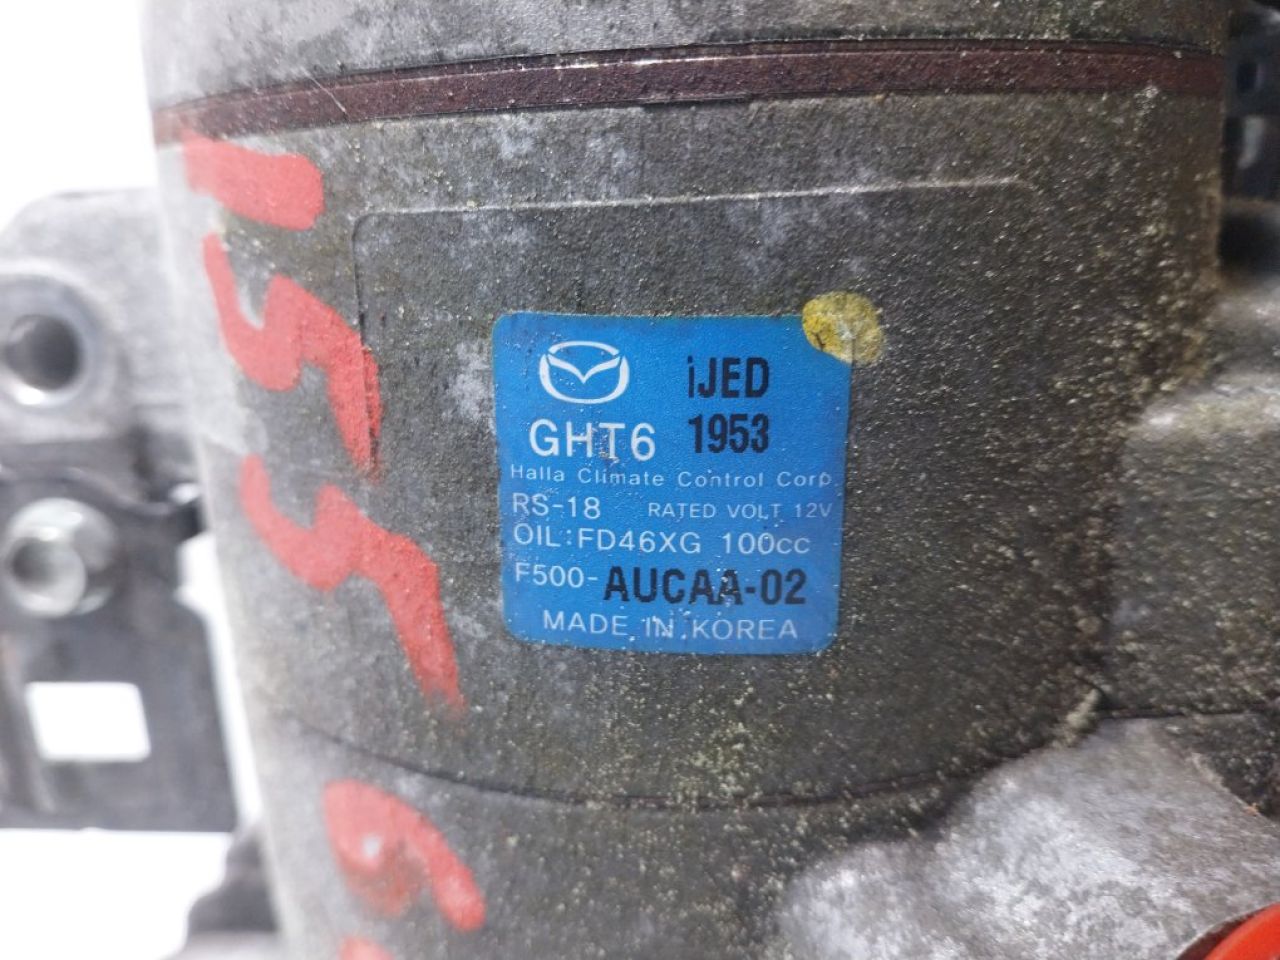 iJED
GHT6 1953
Halla Climate Control Corp.
RS-18 RATED VOLT 12V
OIL:FD46XG 100cc
F500-AUCAA-02
MADE IN KOREA